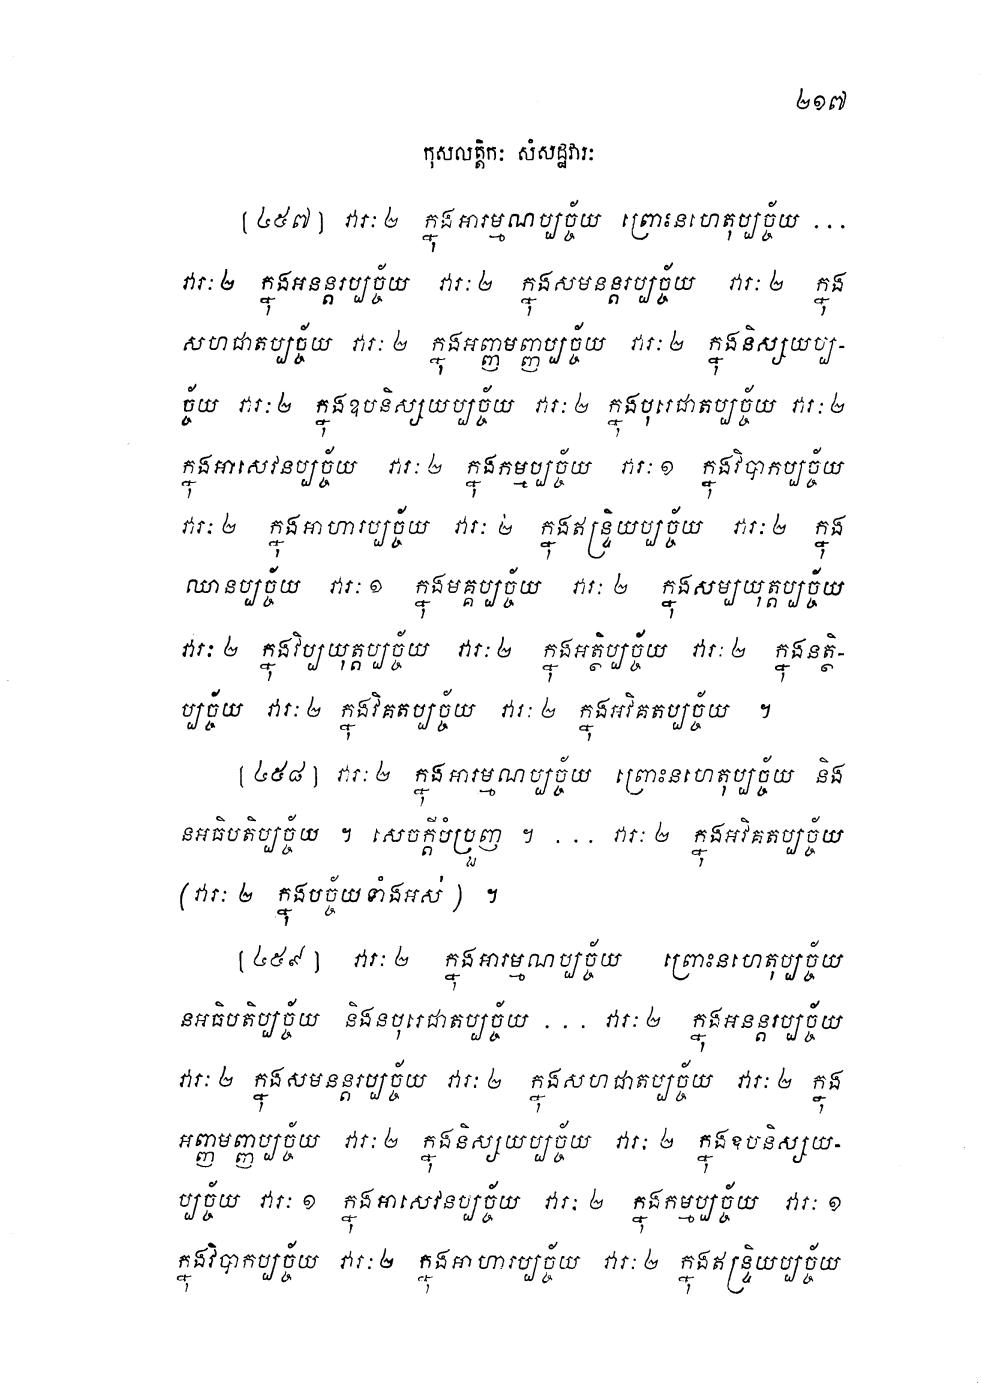 ២១៧
កុសលត្តិកៈ សំសដ្ឋវារៈ
[៤៥៧] វារៈ ២ ក្នុងអារម្មណប្បច្ច័យ ព្រោះនហេតុប្បច្ច័យ ...
វារៈ ២ ក្នុងអនន្តរប្បច្ច័យ វារៈ ២ ក្នុងសមនន្តរប្បច្ច័យ វារៈ ២ ក្នុង
សហជាតប្បច្ច័យ វារៈ ២ ក្នុងអញ្ញមញ្ញប្បច្ច័យ វារៈ ២ ក្នុងនិស្សយប្ប-
ច្ច័យ វារៈ ២ ក្នុងឧបនិស្សយប្បច្ច័យ វារៈ ២ ក្នុងបុរេជាតប្បច្ច័យ វារៈ ២
ក្នុងអាសេវនប្បច្ច័យ វារៈ ២ ក្នុងកម្មប្បច្ច័យ វារៈ ១ ក្នុងវិបាកប្បច្ច័យ
វារៈ ២ ក្នុងអាហារប្បច្ច័យ វារៈ ២ ក្នុងឥន្ទ្រិយប្បច្ច័យ វារៈ ២ ក្នុង
ឈានប្បច្ច័យ វារៈ ១ ក្នុងមគ្គប្បច្ច័យ វារៈ ២ ក្នុងសម្បយុត្តប្បច្ច័យ
វារៈ ២ ក្នុងវិប្បយុត្តប្បច្ច័យ វារៈ ២ ក្នុងអត្ថិប្បច្ច័យ វារៈ ២ ក្នុងនត្ថិ-
ប្បច្ច័យ វារៈ ២ ក្នុងវិគតប្បច្ច័យ វារៈ ២ ក្នុងអវិគតប្បច្ច័យ ។
[៤៥៨] វារៈ ២ ក្នុងអារម្មណប្បច្ច័យ ព្រោះនហេតុប្បច្ច័យ និង
នអធិបតិប្បច្ច័យ ។ សេចក្តីបំប្រួញ ។ ... វារៈ ២ ក្នុងអវិគតប្បច្ច័យ
(វារៈ ២ ក្នុងបច្ច័យទាំងអស់) ។
[៤៥៩] វារៈ ២ ក្នុងអារម្មណប្បច្ច័យ ព្រោះនហេតុប្បច្ច័យ
នអធិបតិប្បច្ច័យ និងនបុរេជាតប្បច្ច័យ ... វារៈ ២ ក្នុងអនន្តរប្បច្ច័យ
វារៈ ២ ក្នុងសមនន្តរប្បច្ច័យ វារៈ ២ ក្នុងសហជាតប្បច្ច័យ វារៈ ២ ក្នុង
អញ្ញមញ្ញប្បច្ច័យ វារៈ ២ ក្នុងនិស្សយប្បច្ច័យ វារៈ ២ ក្នុងឧបនិស្សយ-
ប្បច្ច័យ វារៈ ១ ក្នុងអាសេវនប្បច្ច័យ វារៈ ២ ក្នុងកម្មប្បច្ច័យ វារៈ ១
ក្នុងវិបាកប្បច្ច័យ វារៈ ២ ក្នុងអាហារប្បច្ច័យ វារៈ ២ ក្នុងឥន្ទ្រិយប្បច្ច័យ